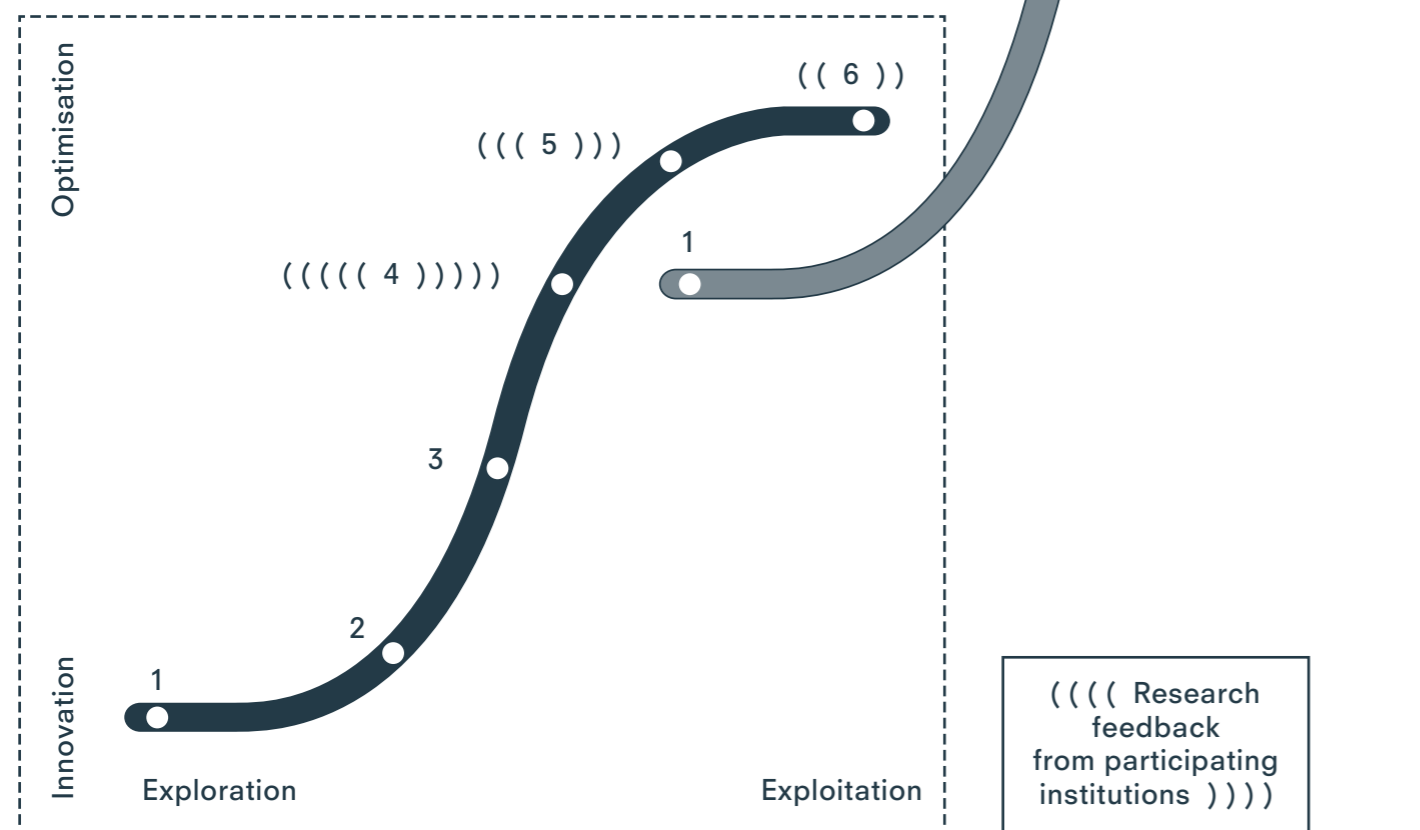 Optimisation
(( 6 ))
((( 5 )))
1
((((( 4 )))))
3
2
1
Innovation
Exploration
Exploitation
(((( Research
feedback
from participating
institutions ))))